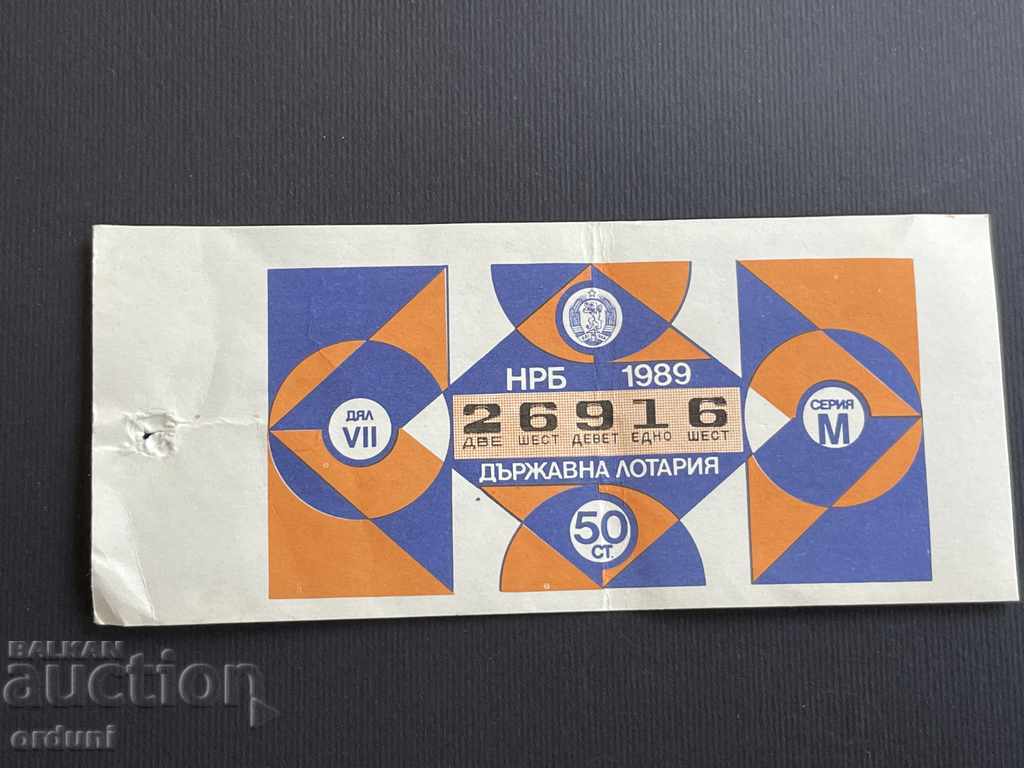 НРБ 1989
ДЯЛ
VII
26916
ДВЕ ШЕСТ ДЕВЕТ ЕДНО ШЕСТ
СЕРИЯ
М
ДЪРЖАВНА ЛОТАРИЯ
50
СТ.
BALKAN
auction
orduni